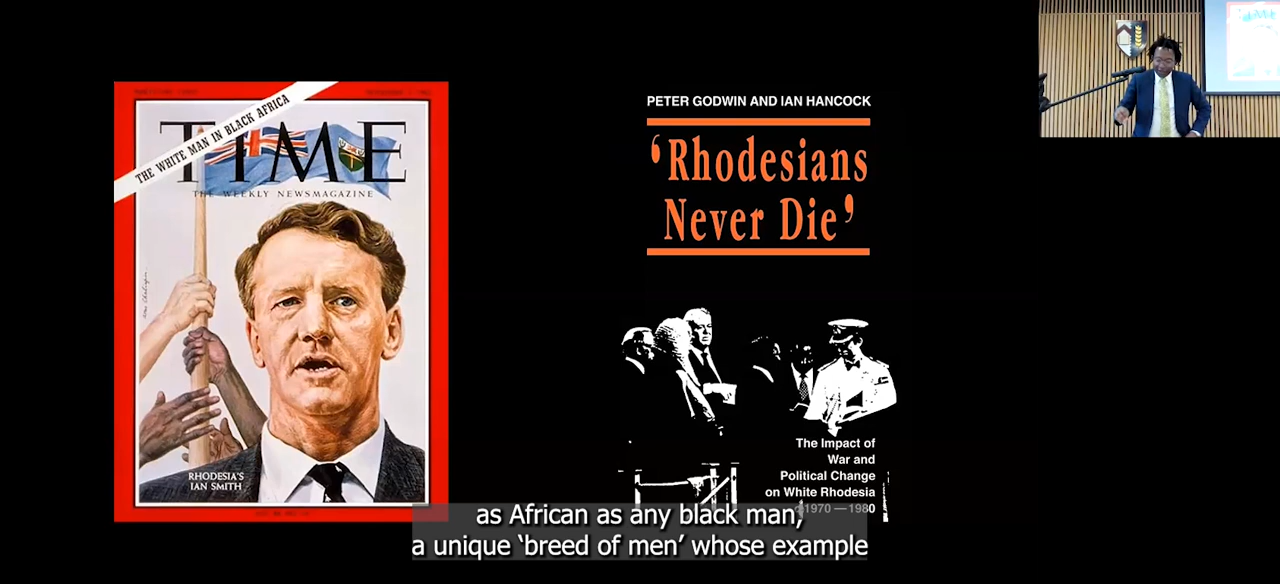 THE WHITE MAN IN BLACK AFRICA
TIME
THE WEEKLY NEWSMAGAZINE
RHODESIA'S
IAN SMITH
PETER GODWIN AND IAN HANCOCK
‘Rhodesians
Never Die’
The Impact of
War and
Political Change
on White Rhodesia
c1970 — 1980
as African as any black man,
a unique ‘breed of men’ whose example